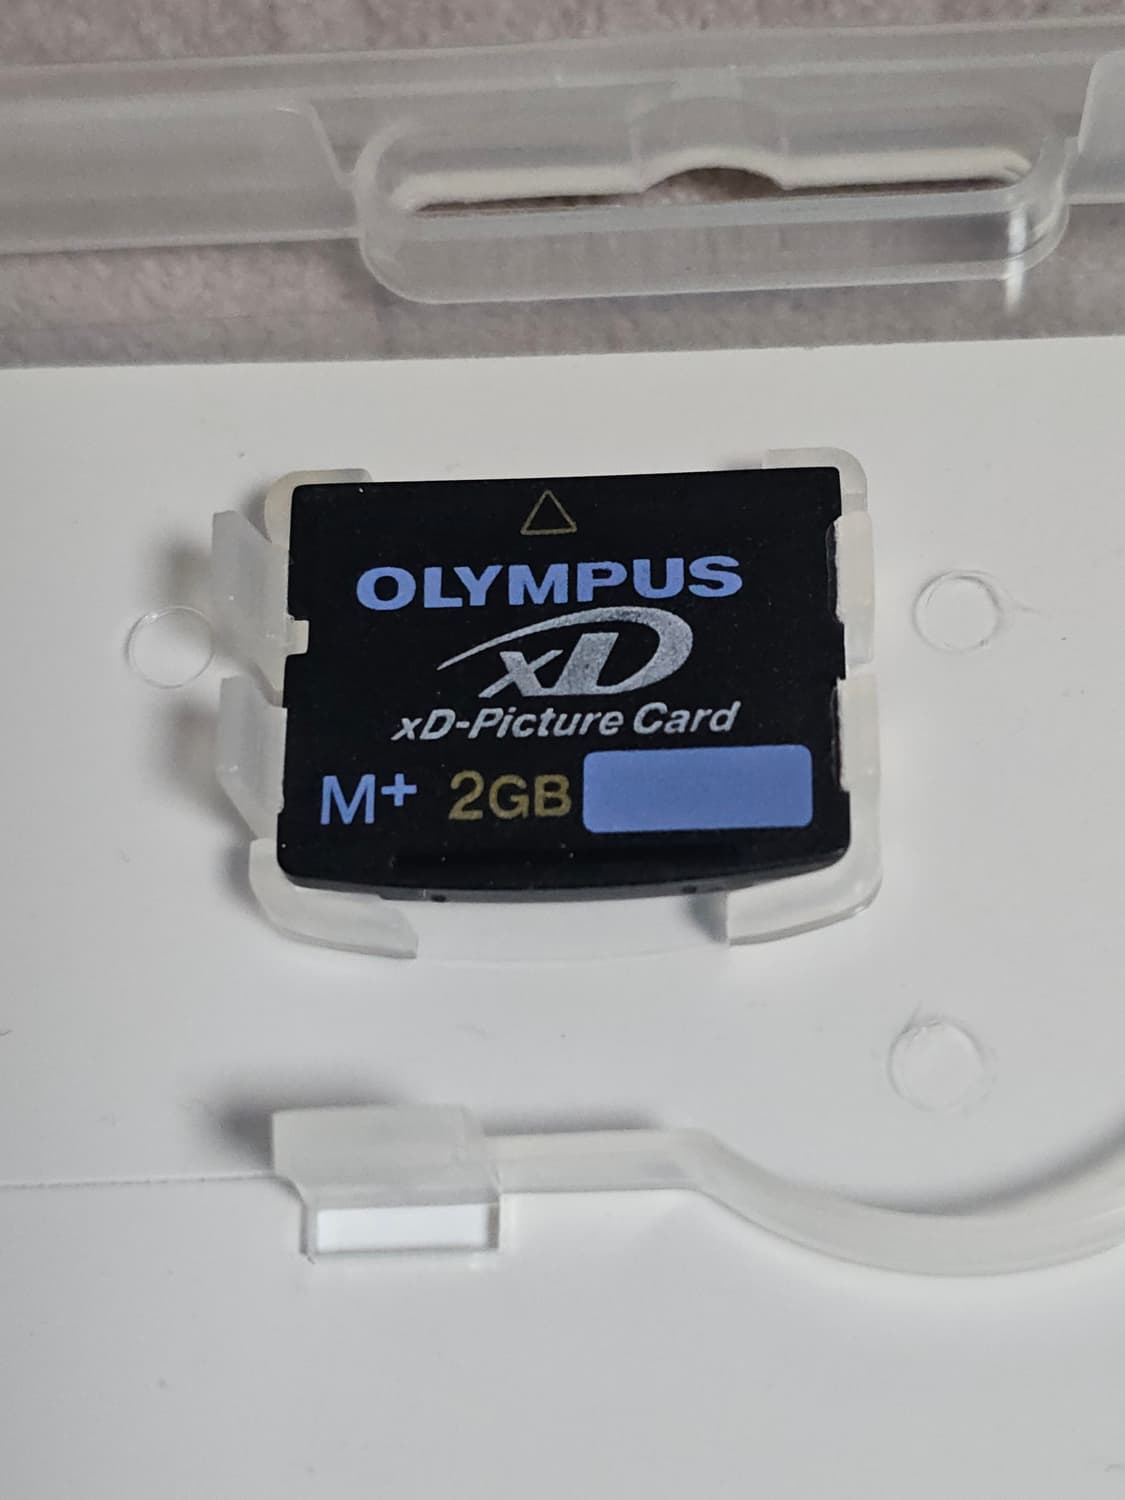 OLYMPUS
xD
xD-Picture Card
M+ 2GB